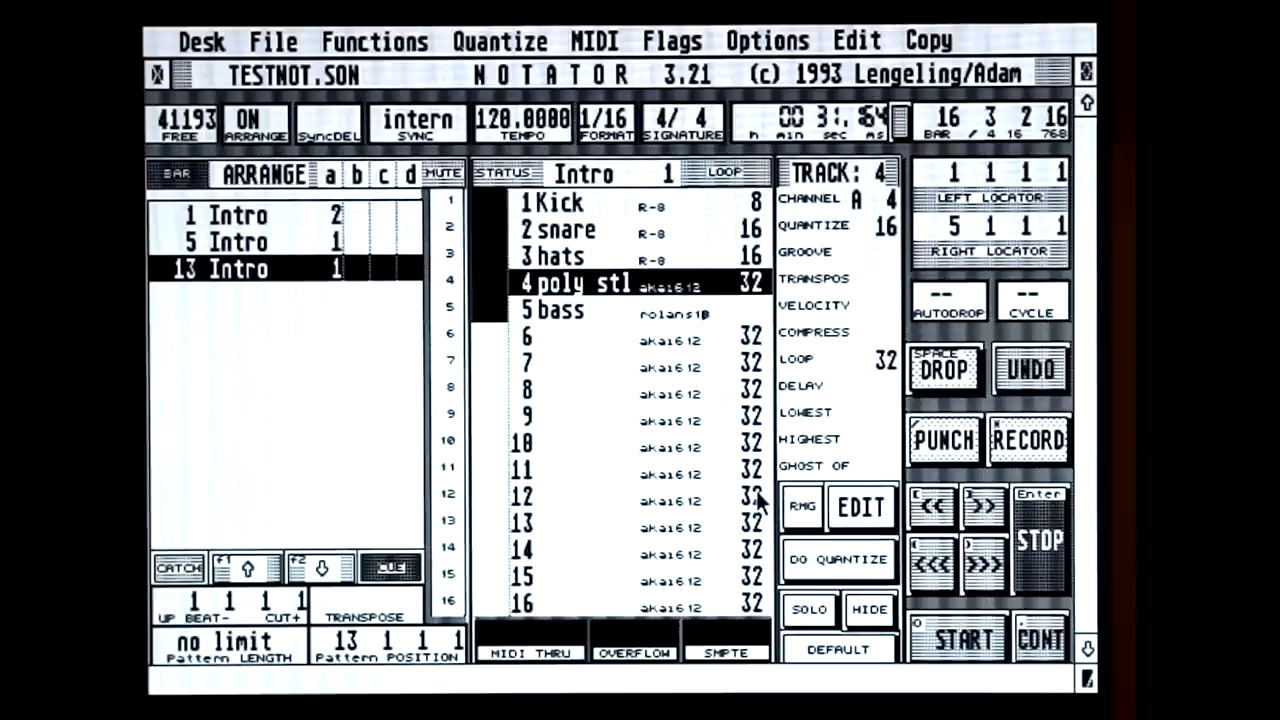 Desk File Functions Quantize MIDI Flags Options Edit Copy
TESTNOT.SON NOTATOR 3.21 (c) 1993 Lengeling/Adam
41193 ON intern 120.0000 1/16 4/ 4 00 31, 164 16 3 2 16
FREE ARRANGE SyncDEL SYNC TEMPO FORMAT SIGNATURE h min sec ms BAR / 4 16 768
BAR ARRANGE a b c d MUTE
1 Intro 2
5 Intro 1
13 Intro 1
1
2
3
4
5
6
7
8
9
10
11
12
13
14
15
16
CATCH f1 f2 CUE
1 1 1 1
UP BEAT- CUT+ TRANSPOSE
no limit 13 1 1 1
Pattern LENGTH Pattern POSITION
STATUS Intro 1 LOOP
1 Kick R-8 8
2 snare R-8 16
3 hats R-8 16
4 poly stl akai612 32
5 bass
6 akai612 32
7 akai612 32
8 akai612 32
9 akai612 32
10 akai612 32
11 akai612 32
12 akai612 32
13 akai612 32
14 akai612 32
15 akai612 32
16 akai612 32
MIDI THRU OVERFLOW SMPTE
TRACK: 4
CHANNEL A 4
QUANTIZE 16
GROOVE
TRANSPOS
VELOCITY
COMPRESS
LOOP 32
DELAY
LOWEST
HIGHEST
GHOST OF
RMG EDIT
DO QUANTIZE
SOLO HIDE
DEFAULT
1 1 1 1
LEFT LOCATOR
5 1 1 1
RIGHT LOCATOR
-- --
AUTODROP CYCLE
SPACE
DROP UNDO
PUNCH RECORD
<< >> Enter
STOP
<<< >>>
START CONT